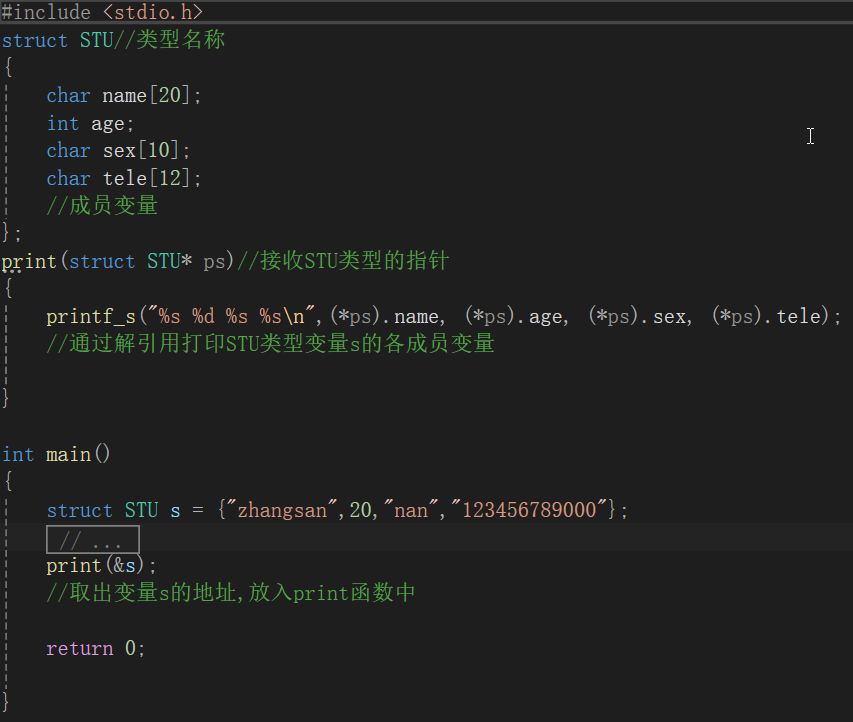 #include <stdio.h>
struct STU//类型名称
{
    char name[20];
    int age;
    char sex[10];
    char tele[12];
    //成员变量
};
print(struct STU* ps)//接收STU类型的指针
{
    printf_s("%s %d %s %s\n",(*ps).name, (*ps).age, (*ps).sex, (*ps).tele);
    //通过解引用打印STU类型变量s的各成员变量
}
int main()
{
    struct STU s = {"zhangsan",20,"nan","123456789000"};
    // ...
    print(&s);
    //取出变量s的地址,放入print函数中
    return 0;
}